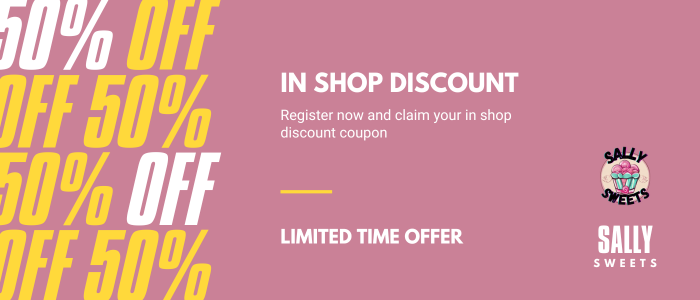 50% OFF
OFF 50%
50% OFF
OFF 50%
IN SHOP DISCOUNT
Register now and claim your in shop
discount coupon
LIMITED TIME OFFER
SALLY
SWEETS
SALLY
SWEETS